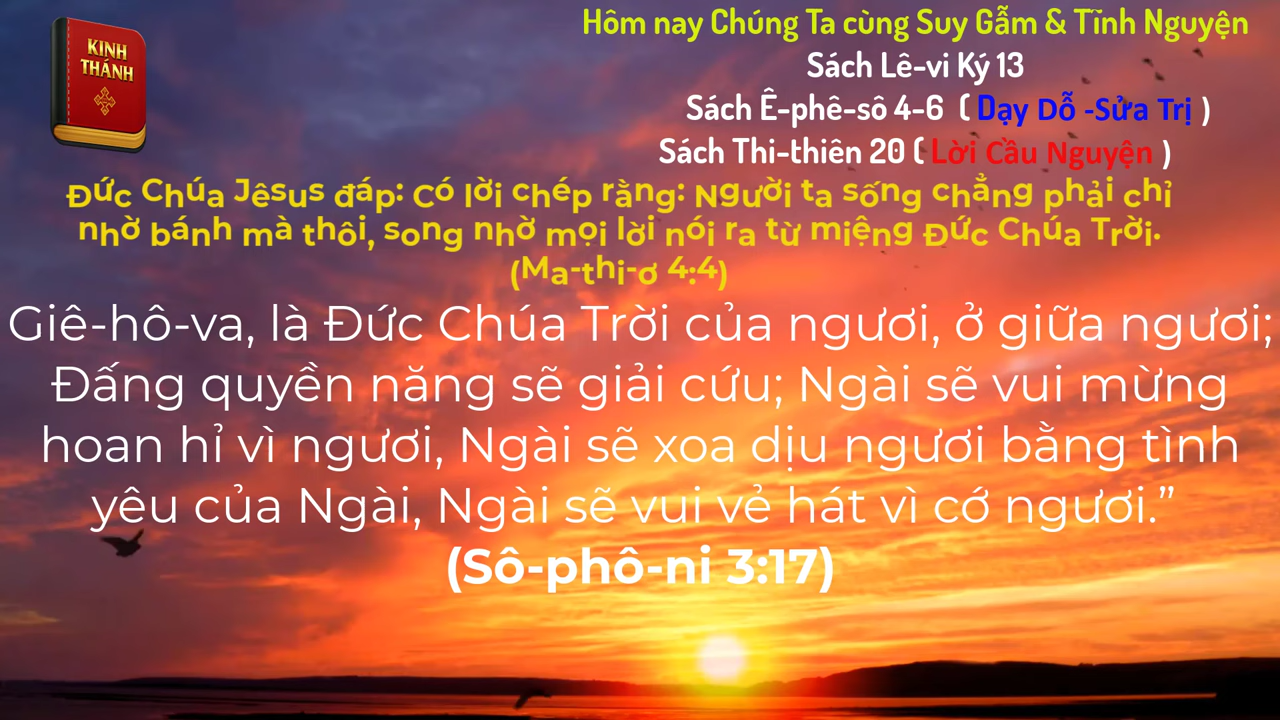 KINH
THÁNH
Hôm nay Chúng Ta cùng Suy Gẫm & Tĩnh Nguyện
Sách Lê-vi Ký 13
Sách Ê-phê-sô 4-6 ( Dạy Dỗ -Sửa Trị )
Sách Thi-thiên 20 ( Lời Cầu Nguyện )
Đức Chúa Jêsus đáp: Có lời chép rằng: Người ta sống chẳng phải chỉ
nhờ bánh mà thôi, song nhờ mọi lời nói ra từ miệng Đức Chúa Trời.
(Ma-thi-ơ 4:4)
Giê-hô-va, là Đức Chúa Trời của ngươi, ở giữa ngươi;
Đấng quyền năng sẽ giải cứu; Ngài sẽ vui mừng
hoan hỉ vì ngươi, Ngài sẽ xoa dịu ngươi bằng tình
yêu của Ngài, Ngài sẽ vui vẻ hát vì cớ ngươi.”
(Sô-phô-ni 3:17)